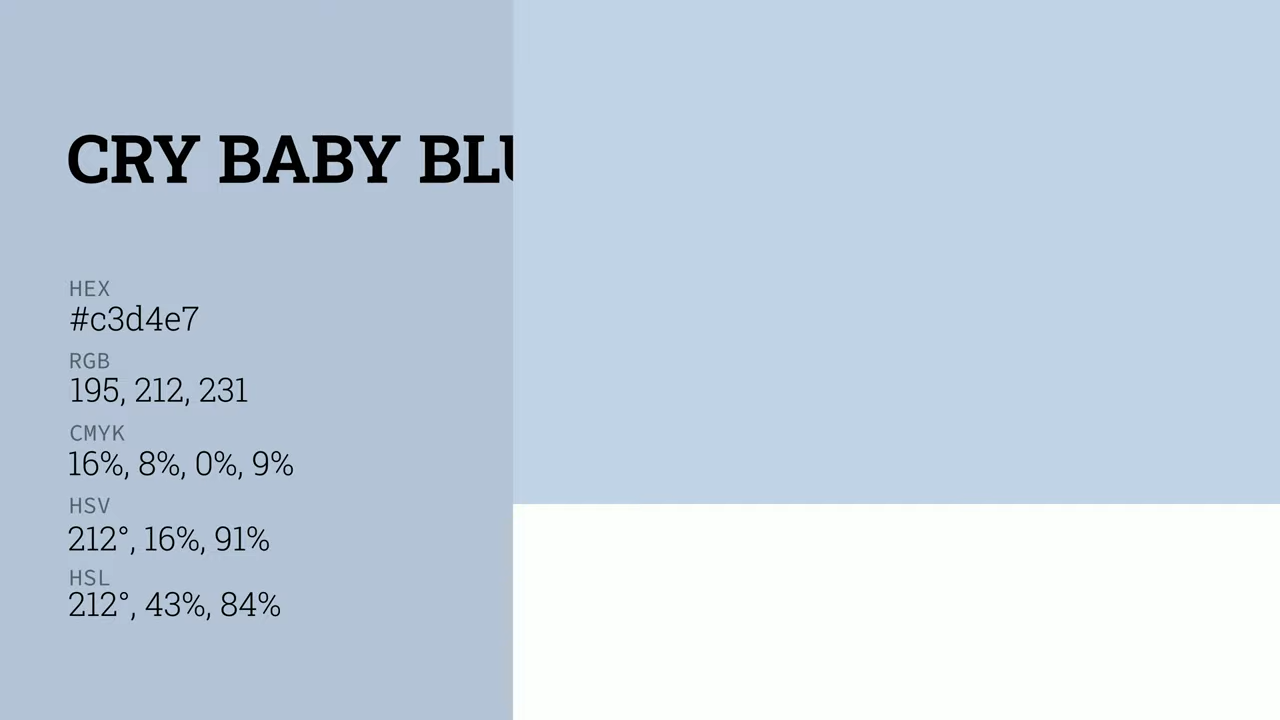 CRY BABY BLU
HEX
#c3d4e7
RGB
195, 212, 231
CMYK
16%, 8%, 0%, 9%
HSV
212°, 16%, 91%
HSL
212°, 43%, 84%